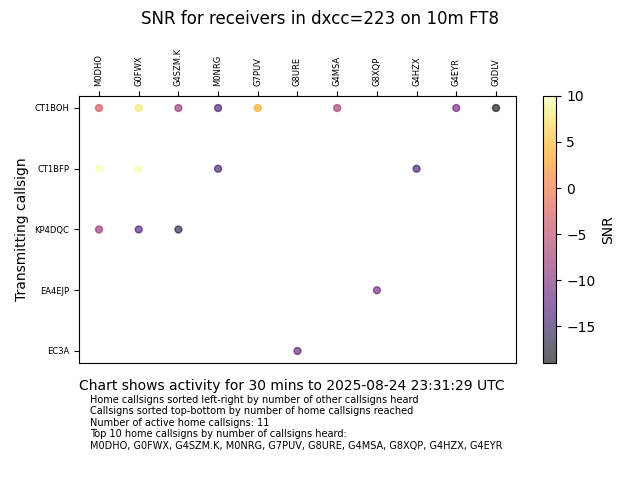 SNR for receivers in dxcc=223 on 10m FT8
M0DHO G0FWX G4SZM.K M0NRG G7PUV G8URE G4MSA G8XQP G4HZX G4EYR G0DLV
CT1BOH
CT1BFP
KP4DQC
EA4EJP
EC3A
Transmitting callsign
10
5
0
−5
−10
−15
SNR
Chart shows activity for 30 mins to 2025-08-24 23:31:29 UTC
Home callsigns sorted left-right by number of other callsigns heard
Callsigns sorted top-bottom by number of home callsigns reached
Number of active home callsigns: 11
Top 10 home callsigns by number of callsigns heard:
M0DHO, G0FWX, G4SZM.K, M0NRG, G7PUV, G8URE, G4MSA, G8XQP, G4HZX, G4EYR